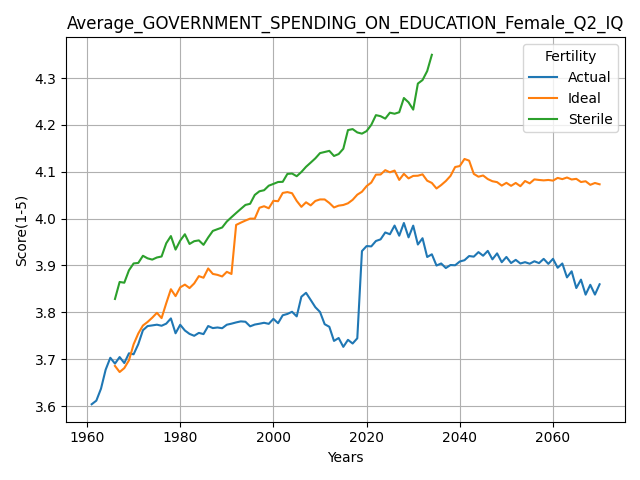 Average_GOVERNMENT_SPENDING_ON_EDUCATION_Female_Q2_IQ
Fertility
Actual
Ideal
Sterile
Score(1-5)
4.3
4.2
4.1
4.0
3.9
3.8
3.7
3.6
1960 1980 2000 2020 2040 2060
Years